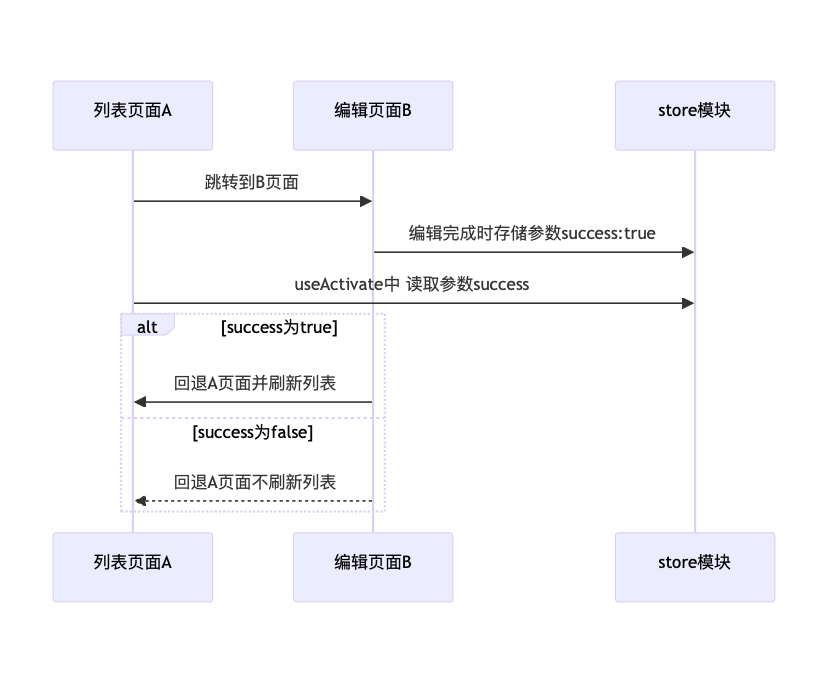 列表页面A
编辑页面B
store模块
跳转到B页面
编辑完成时存储参数success:true
useActivate中 读取参数success
alt
[success为true]
回退A页面并刷新列表
[success为false]
回退A页面不刷新列表
列表页面A
编辑页面B
store模块